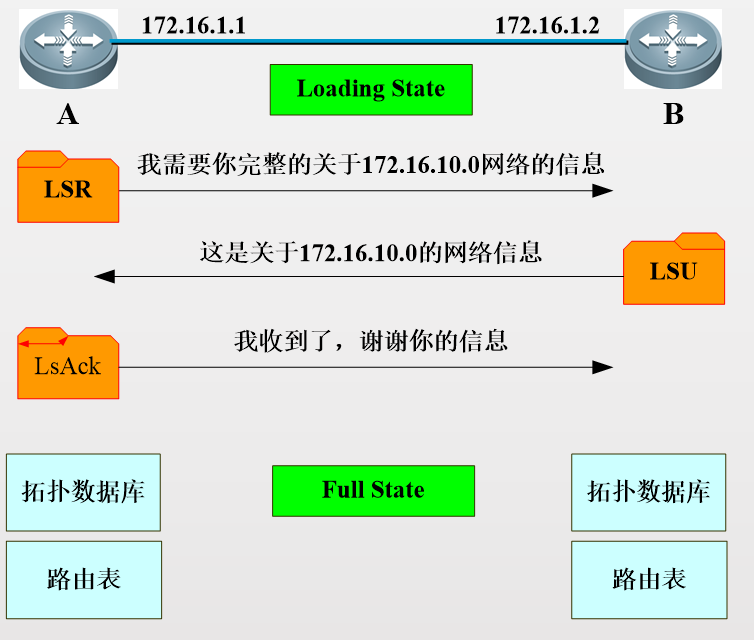 172.16.1.1
172.16.1.2
A
Loading State
B
LSR
我需要你完整的关于172.16.10.0网络的信息
这是关于172.16.10.0的网络信息
LSU
LsAck
我收到了，谢谢你的信息
拓扑数据库
Full State
拓扑数据库
路由表
路由表